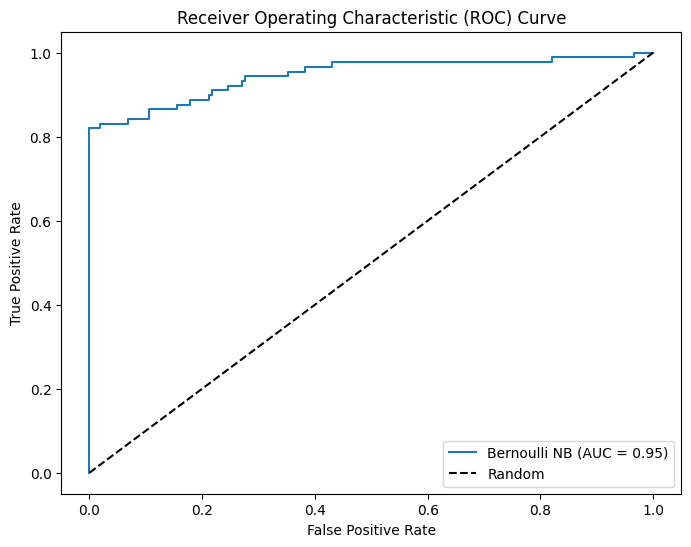 Receiver Operating Characteristic (ROC) Curve
True Positive Rate
1.0
0.8
0.6
0.4
0.2
0.0
0.0 0.2 0.4 0.6 0.8 1.0
False Positive Rate
Bernoulli NB (AUC = 0.95)
Random